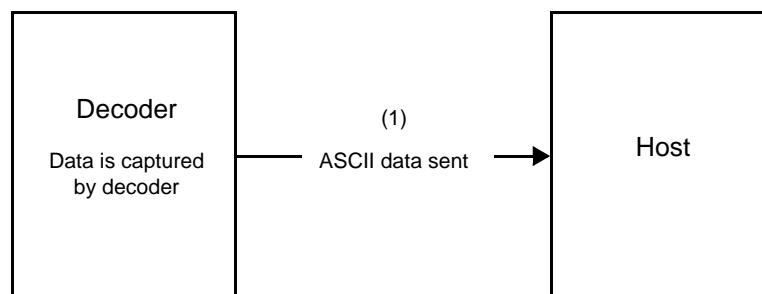 Decoder
Data is captured
by decoder
(1)
ASCII data sent
Host